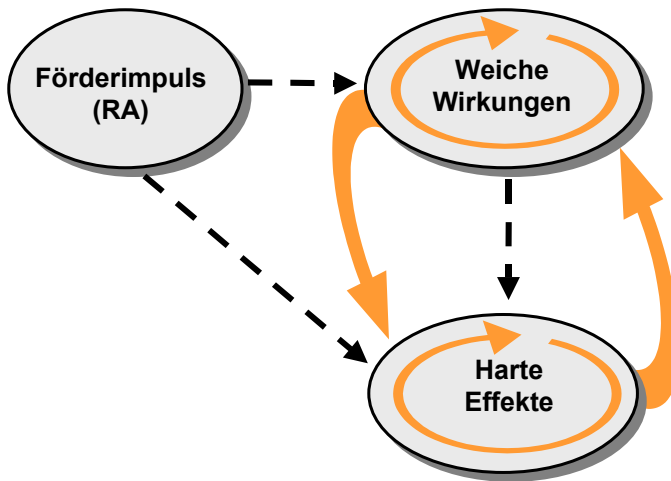 Förderimpuls
(RA)
Weiche
Wirkungen
Harte
Effekte